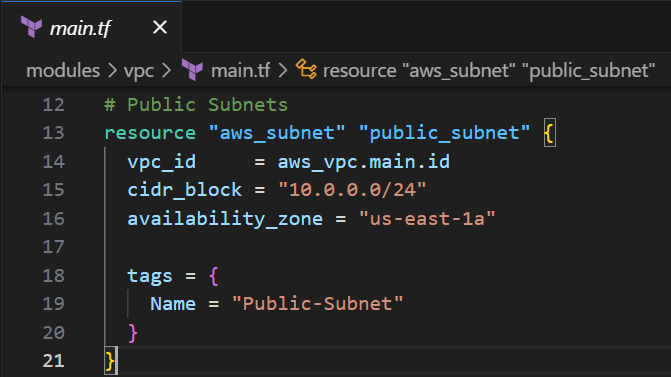 main.tf ×
modules > vpc > main.tf > resource "aws_subnet" "public_subnet"
12 # Public Subnets
13 resource "aws_subnet" "public_subnet" {
14   vpc_id     = aws_vpc.main.id
15   cidr_block = "10.0.0.0/24"
16   availability_zone = "us-east-1a"
17
18   tags = {
19     Name = "Public-Subnet"
20   }
21 }